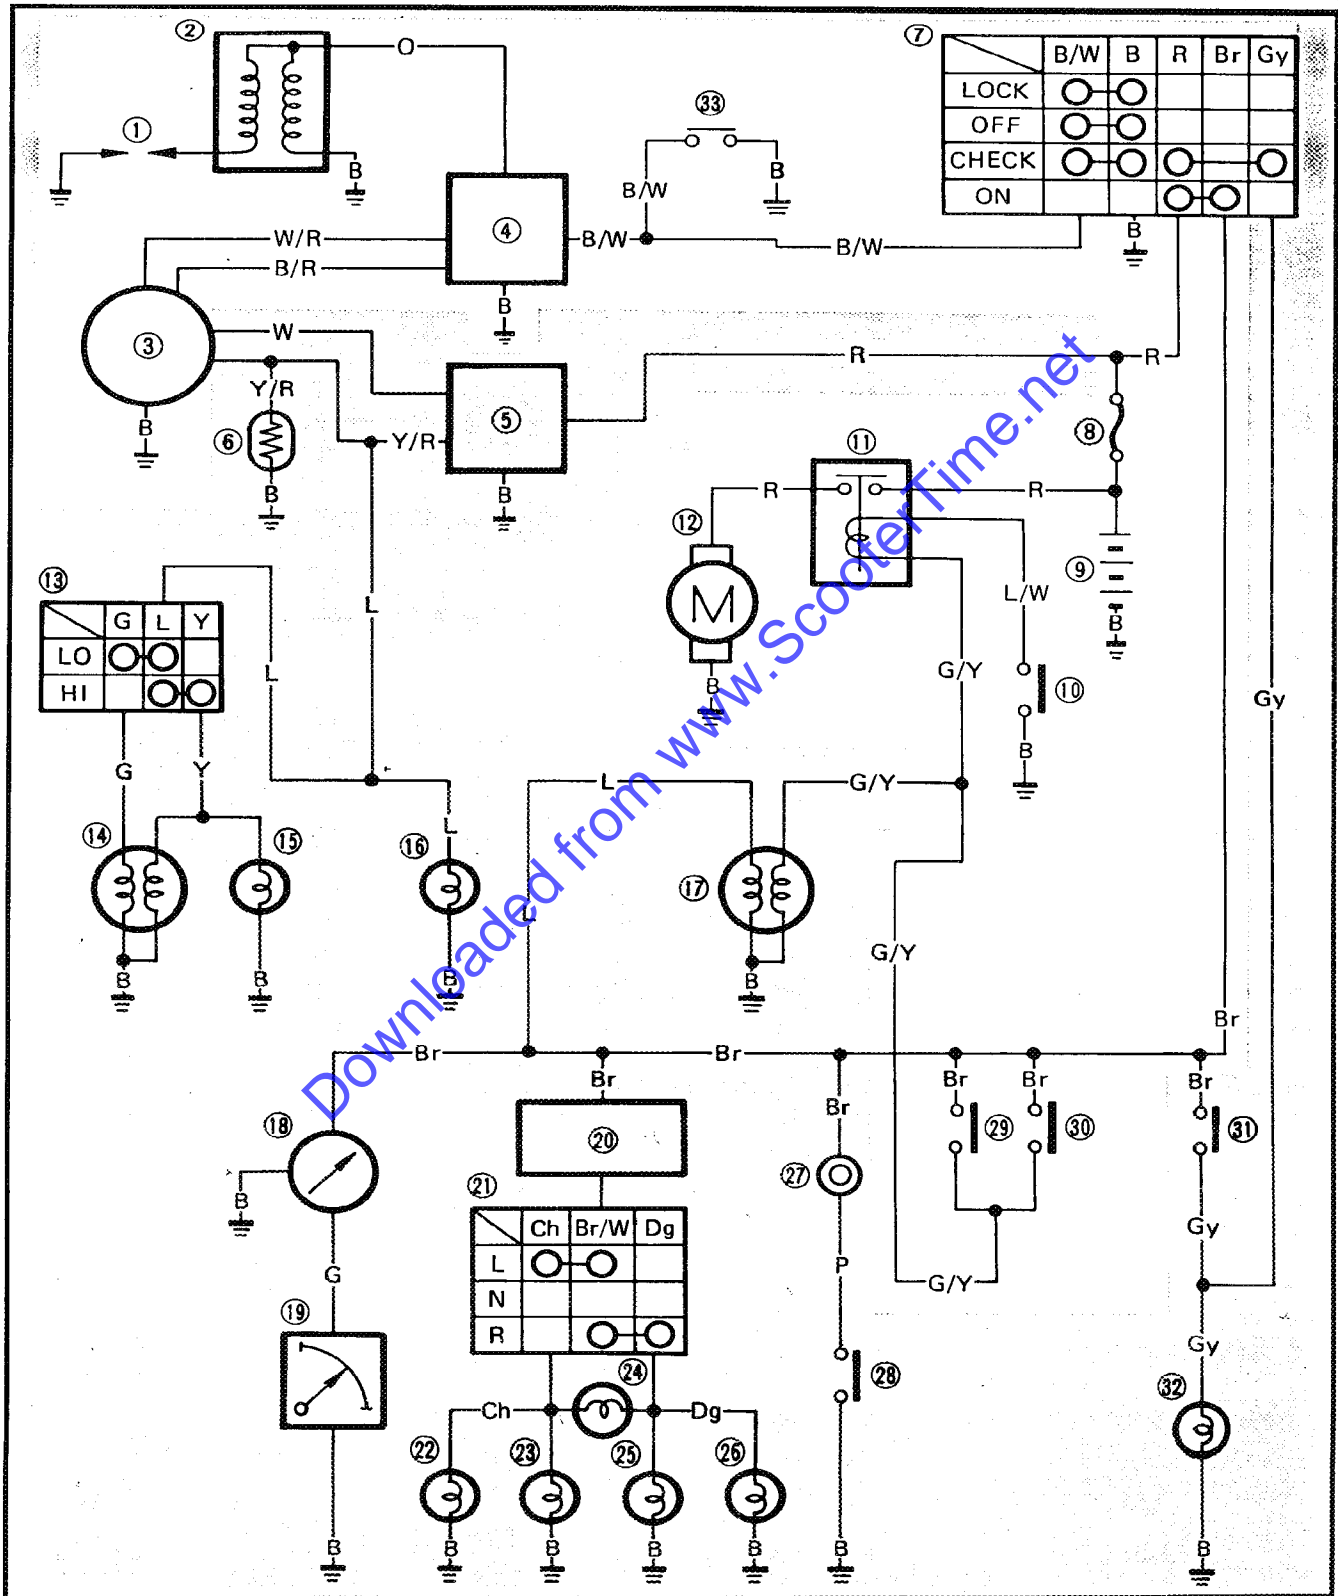 ② ⑦ B/W B R Br Gy
LOCK
OFF
CHECK
ON
O
① ㉝
B B/W B
W/R ④ B/W B/W B
B/R
B
③ W R R
Y/R
B ⑥ Y/R ⑤ ⑧
B B ⑪
R R
⑫
⑬ M ⑨
G L Y L/W
LO L B
HI L G/Y ⑩
B Gy
G Y B
L G/Y
⑭ ⑮ ⑯ L
⑰
L
G/Y
B B B B
Br
Br Br
Br Br Br Br
Br
⑱ ⑳ ㉙ ㉚ ㉛
㉗
B ㉑
Ch Br/W Dg Gy
L
G P
N G/Y
⑲ R
Gy
㉔ ㉘
㉜
Ch Dg
㉒ ㉓ ㉕ ㉖
B B B B B B B
Downloaded from www.ScooterTime.net